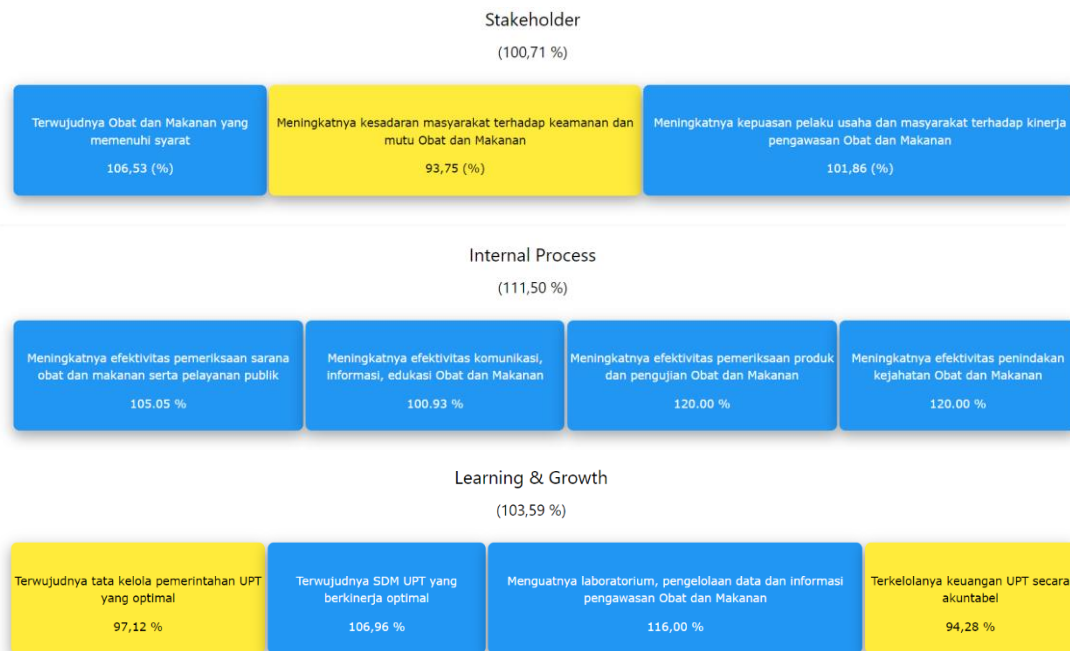 Stakeholder
(100,71 %)
Terwujudnya Obat dan Makanan yang
memenuhi syarat
106,53 (%)
Meningkatnya kesadaran masyarakat terhadap keamanan dan
mutu Obat dan Makanan
93,75 (%)
Meningkatnya kepuasan pelaku usaha dan masyarakat terhadap kinerja
pengawasan Obat dan Makanan
101,86 (%)
Internal Process
(111,50 %)
Meningkatnya efektivitas pemeriksaan sarana
obat dan makanan serta pelayanan publik
105.05 %
Meningkatnya efektivitas komunikasi,
informasi, edukasi Obat dan Makanan
100.93 %
Meningkatnya efektivitas pemeriksaan produk
dan pengujian Obat dan Makanan
120.00 %
Meningkatnya efektivitas penindakan
kejahatan Obat dan Makanan
120.00 %
Learning & Growth
(103,59 %)
Terwujudnya tata kelola pemerintahan UPT
yang optimal
97,12 %
Terwujudnya SDM UPT yang
berkinerja optimal
106,96 %
Menguatnya laboratorium, pengelolaan data dan informasi
pengawasan Obat dan Makanan
116,00 %
Terkelolanya keuangan UPT secara
akuntabel
94,28 %